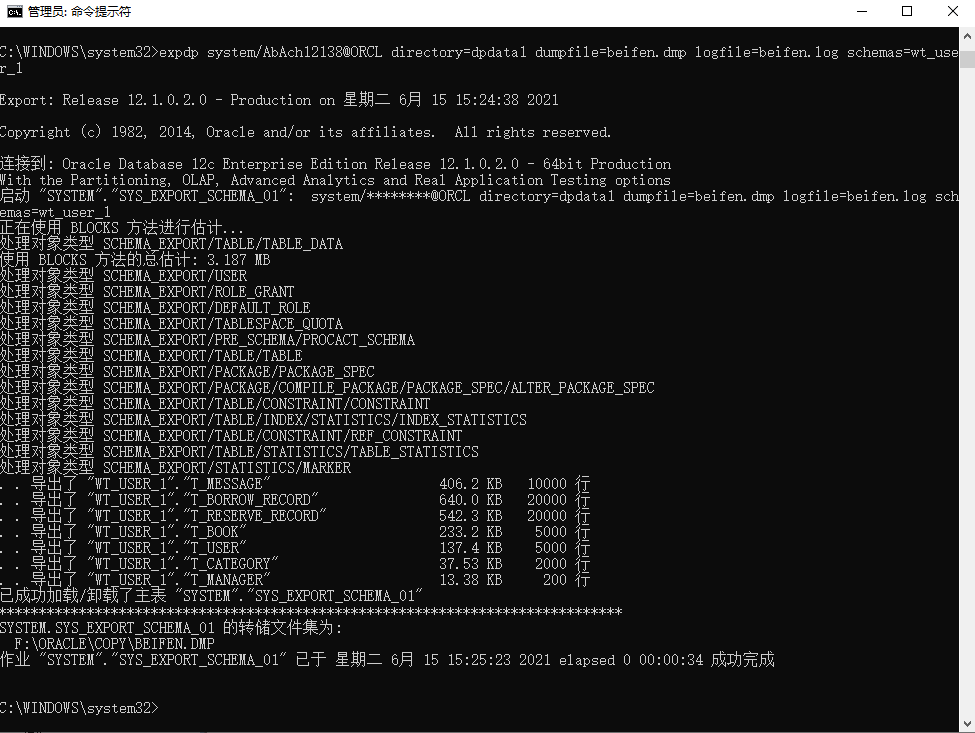 管理员: 命令提示符
C:\WINDOWS\system32>expdp system/AbAch12138@ORCL directory=dpdata1 dumpfile=beifen.dmp logfile=beifen.log schemas=wt_use
r_1
Export: Release 12.1.0.2.0 - Production on 星期二 6月 15 15:24:38 2021
Copyright (c) 1982, 2014, Oracle and/or its affiliates.  All rights reserved.
连接到: Oracle Database 12c Enterprise Edition Release 12.1.0.2.0 - 64bit Production
With the Partitioning, OLAP, Advanced Analytics and Real Application Testing options
启动 "SYSTEM"."SYS_EXPORT_SCHEMA_01":  system/********@ORCL directory=dpdata1 dumpfile=beifen.dmp logfile=beifen.log sch
emas=wt_user_1
正在使用 BLOCKS 方法进行估计...
处理对象类型 SCHEMA_EXPORT/TABLE/TABLE_DATA
使用 BLOCKS 方法的总估计: 3.187 MB
处理对象类型 SCHEMA_EXPORT/USER
处理对象类型 SCHEMA_EXPORT/ROLE_GRANT
处理对象类型 SCHEMA_EXPORT/DEFAULT_ROLE
处理对象类型 SCHEMA_EXPORT/TABLESPACE_QUOTA
处理对象类型 SCHEMA_EXPORT/PRE_SCHEMA/PROCACT_SCHEMA
处理对象类型 SCHEMA_EXPORT/TABLE/TABLE
处理对象类型 SCHEMA_EXPORT/PACKAGE/PACKAGE_SPEC
处理对象类型 SCHEMA_EXPORT/PACKAGE/COMPILE_PACKAGE/PACKAGE_SPEC/ALTER_PACKAGE_SPEC
处理对象类型 SCHEMA_EXPORT/TABLE/CONSTRAINT/CONSTRAINT
处理对象类型 SCHEMA_EXPORT/TABLE/INDEX/STATISTICS/INDEX_STATISTICS
处理对象类型 SCHEMA_EXPORT/TABLE/CONSTRAINT/REF_CONSTRAINT
处理对象类型 SCHEMA_EXPORT/TABLE/STATISTICS/TABLE_STATISTICS
处理对象类型 SCHEMA_EXPORT/STATISTICS/MARKER
. . 导出了 "WT_USER_1"."T_MESSAGE"                     406.2 KB   10000 行
. . 导出了 "WT_USER_1"."T_BORROW_RECORD"               640.0 KB   20000 行
. . 导出了 "WT_USER_1"."T_RESERVE_RECORD"              542.3 KB   20000 行
. . 导出了 "WT_USER_1"."T_BOOK"                        233.2 KB    5000 行
. . 导出了 "WT_USER_1"."T_USER"                        137.4 KB    5000 行
. . 导出了 "WT_USER_1"."T_CATEGORY"                    37.53 KB    2000 行
. . 导出了 "WT_USER_1"."T_MANAGER"                     13.38 KB     200 行
已成功加载/卸载了主表 "SYSTEM"."SYS_EXPORT_SCHEMA_01"
******************************************************************************
SYSTEM.SYS_EXPORT_SCHEMA_01 的转储文件集为:
  F:\ORACLE\COPY\BEIFEN.DMP
作业 "SYSTEM"."SYS_EXPORT_SCHEMA_01" 已于 星期二 6月 15 15:25:23 2021 elapsed 0 00:00:34 成功完成
C:\WINDOWS\system32>